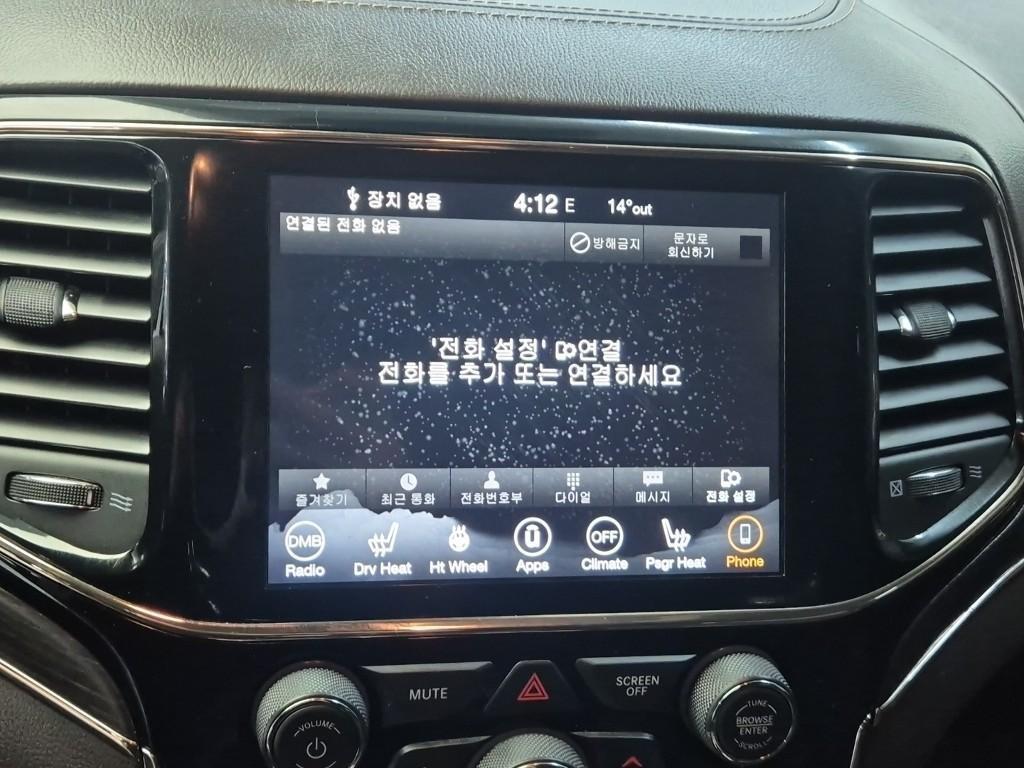 장치 없음 4:12 E 14°out
연결된 전화 없음
방해금지
문자로
회신하기
'전화 설정' 연결
전화를 추가 또는 연결하세요
즐겨찾기 최근 통화 전화번호부 다이얼 메시지 전화 설정
DMB OFF
Radio Drv Heat Ht Wheel Apps Climate Psgr Heat Phone
MUTE
SCREEN
OFF
VOLUME
TUNE
BROWSE
ENTER
SCROLL